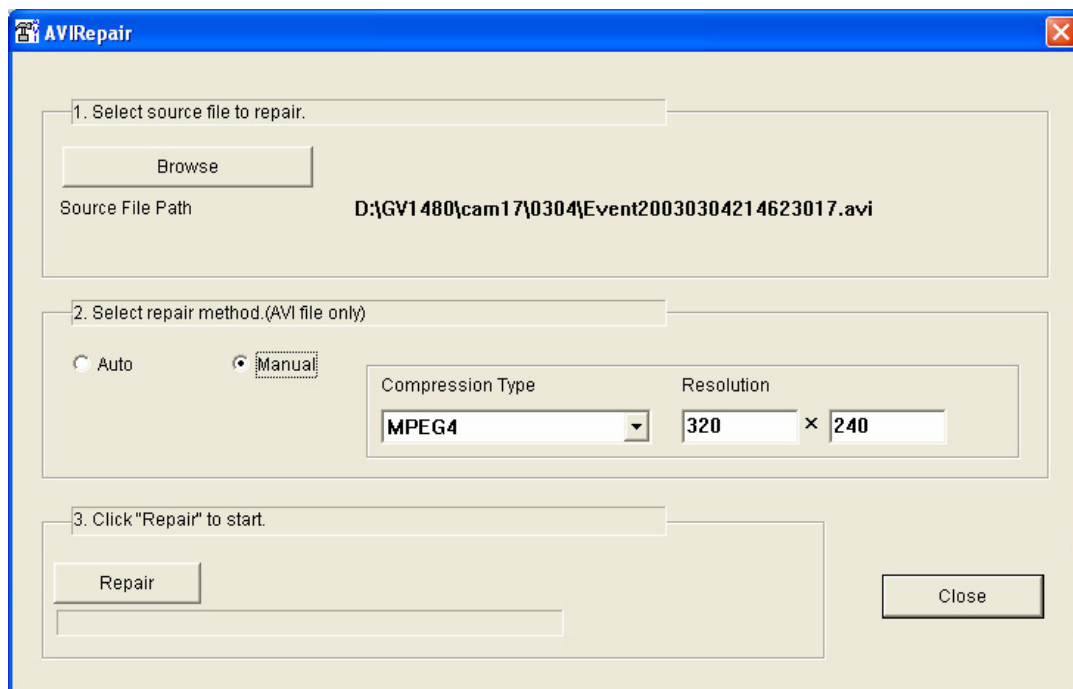 AVIRepair
1. Select source file to repair.
Browse
Source File Path D:\GV1480\cam17\0304\Event20030304214623017.avi
2. Select repair method.(AVI file only)
Auto Manual
Compression Type Resolution
MPEG4 320 × 240
3. Click "Repair" to start.
Repair
Close